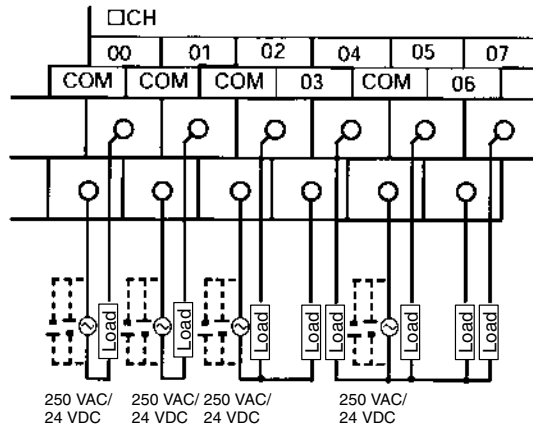 □CH
00 01 02 04 05 07
COM COM COM 03 COM 06
Load Load Load Load Load Load Load Load
250 VAC/ 250 VAC/ 250 VAC/ 250 VAC/
24 VDC 24 VDC 24 VDC 24 VDC